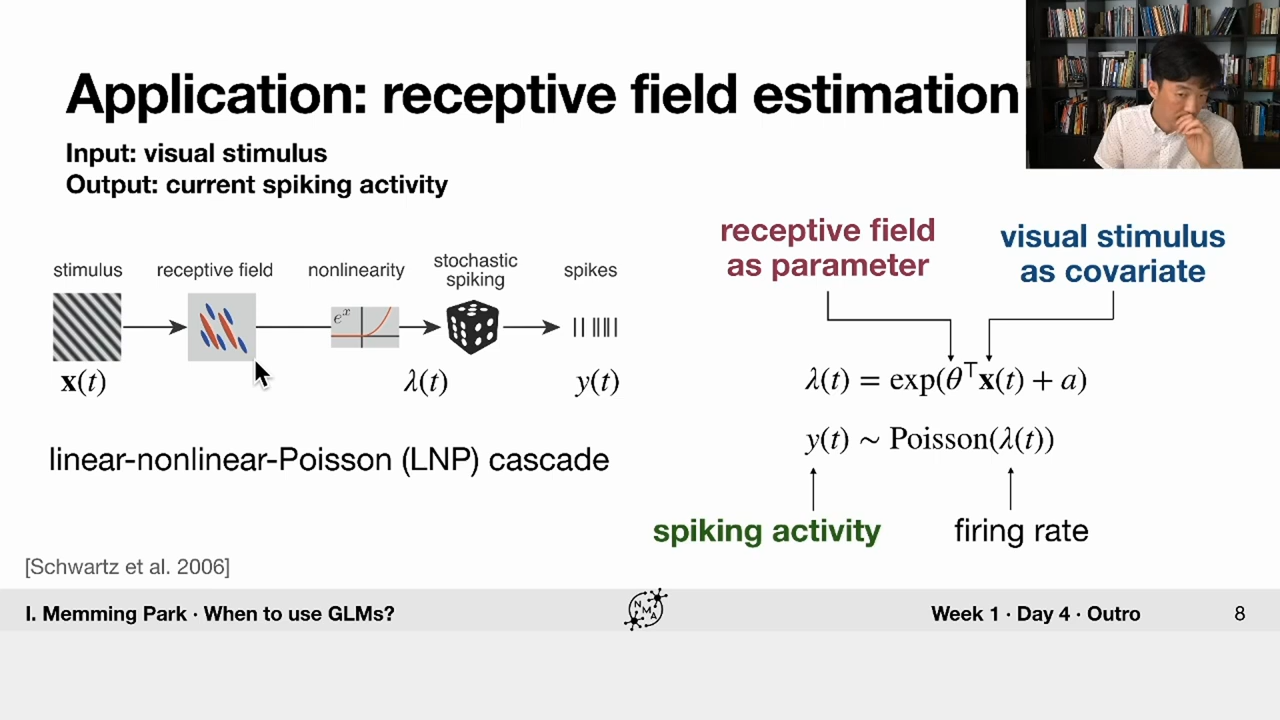 Application: receptive field estimation
Input: visual stimulus
Output: current spiking activity
stimulus
receptive field
nonlinearity
stochastic
spiking
spikes
eˣ
x(t)
λ(t)
y(t)
linear-nonlinear-Poisson (LNP) cascade
receptive field
as parameter
visual stimulus
as covariate
λ(t) = exp(θ⊤x(t) + a)
y(t) ~ Poisson(λ(t))
spiking activity
firing rate
[Schwartz et al. 2006]
I. Memming Park · When to use GLMs?
NMA
Week 1 · Day 4 · Outro
8